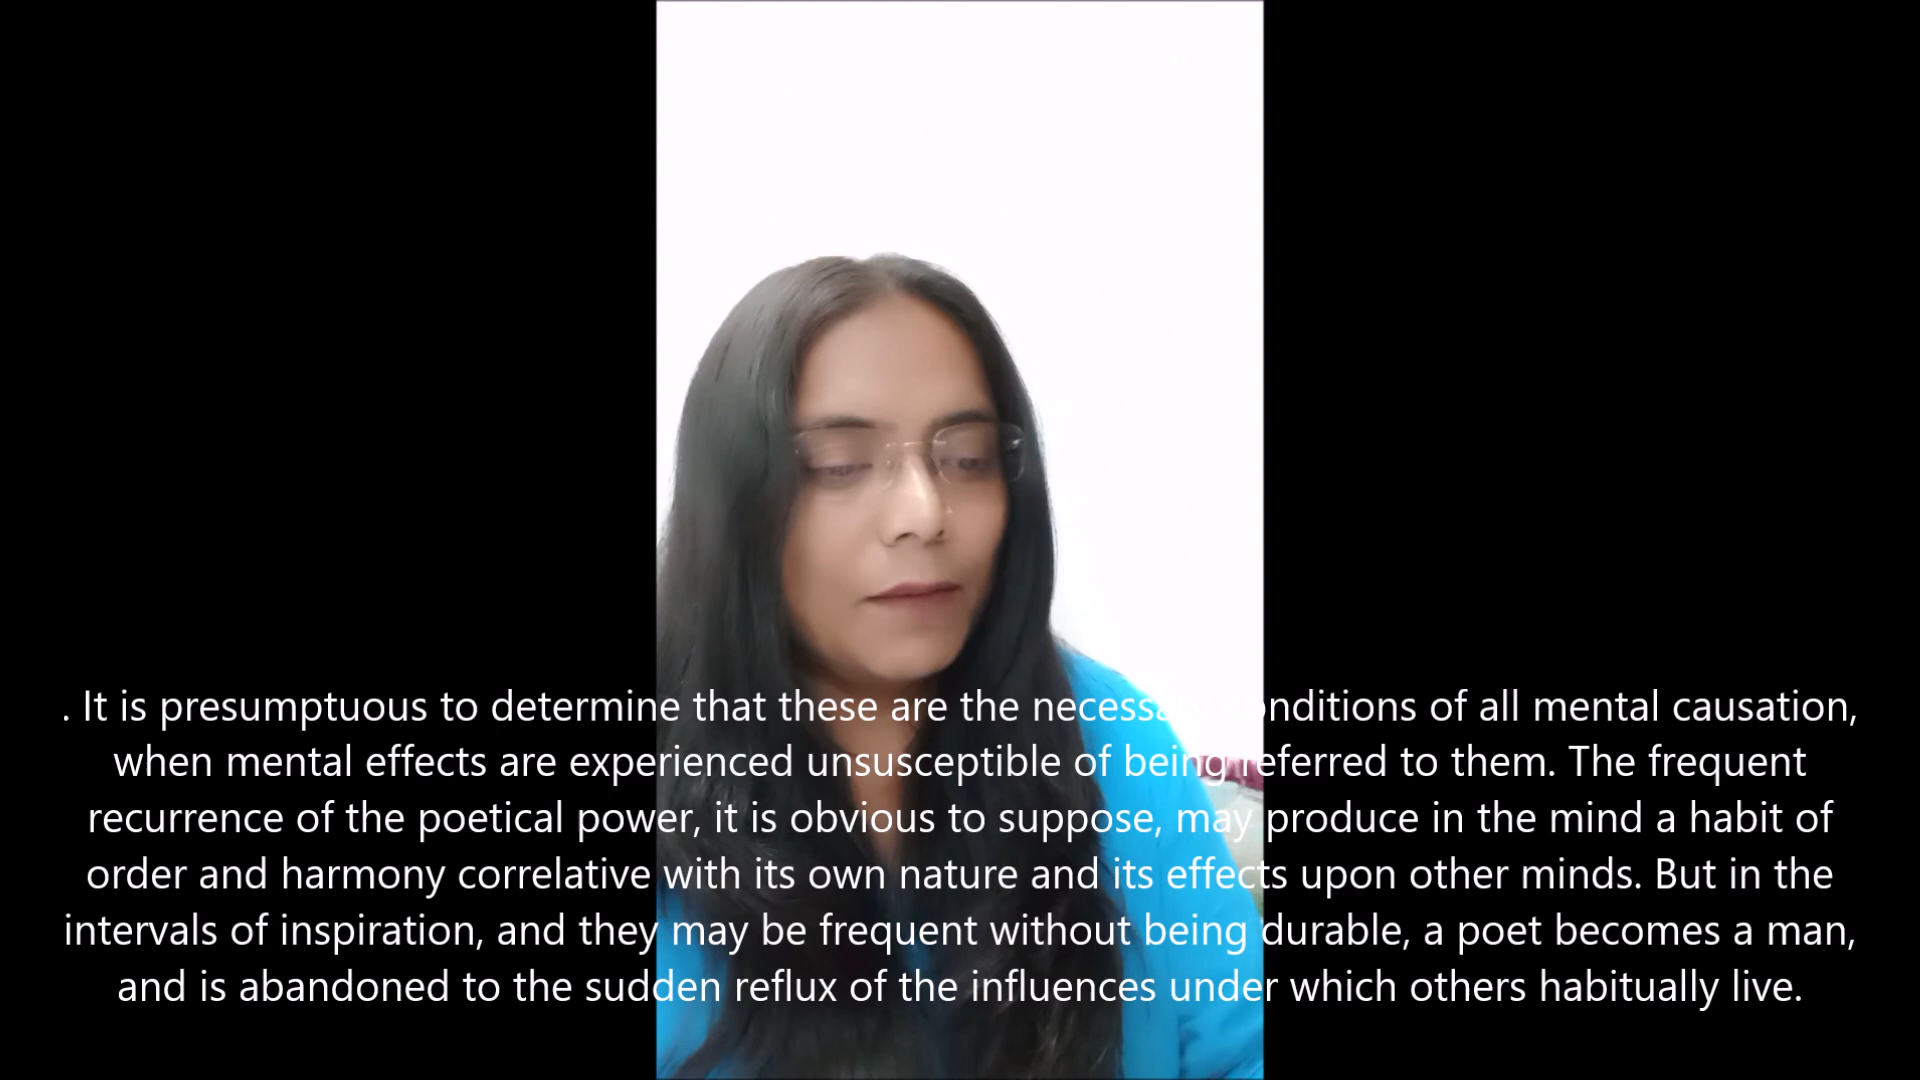 . It is presumptuous to determine that these are the necessary conditions of all mental causation,
when mental effects are experienced unsusceptible of being referred to them. The frequent
recurrence of the poetical power, it is obvious to suppose, may produce in the mind a habit of
order and harmony correlative with its own nature and its effects upon other minds. But in the
intervals of inspiration, and they may be frequent without being durable, a poet becomes a man,
and is abandoned to the sudden reflux of the influences under which others habitually live.